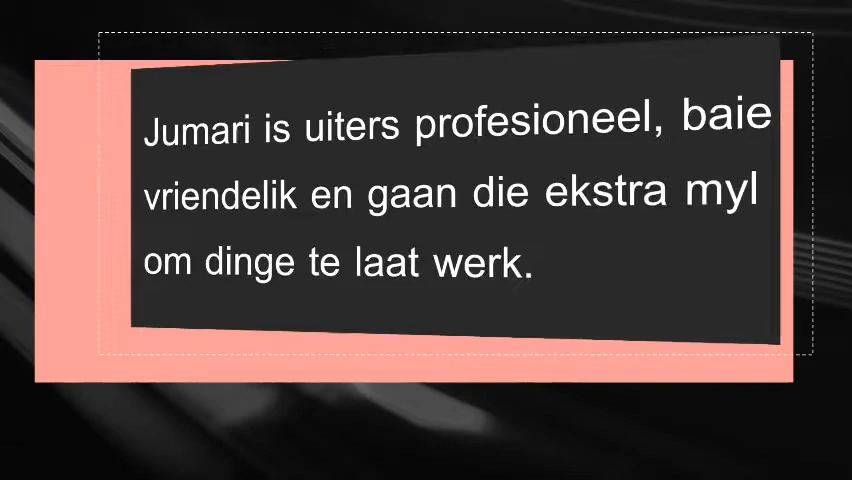 Jumari is uiters profesioneel, baie
vriendelik en gaan die ekstra myl
om dinge te laat werk.